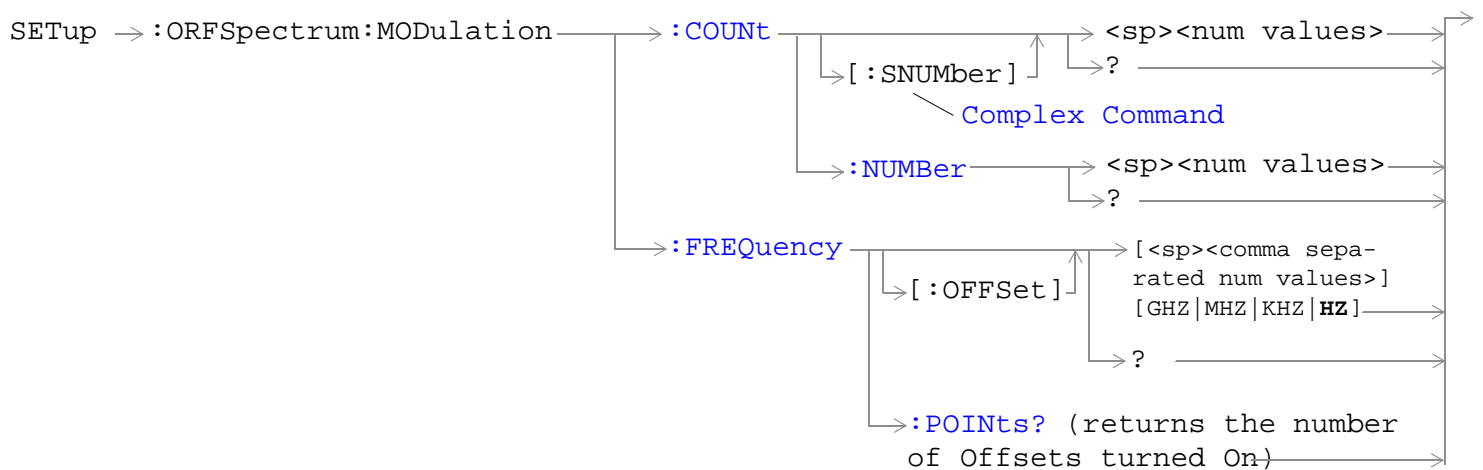 SETup :ORFSpectrum:MODulation :COUNt <sp><num values>
[:SNUMber] ?
Complex Command
:NUMBer <sp><num values>
?
:FREQuency [<sp><comma sepa-
rated num values>]
[:OFFSet]
[GHZ|MHZ|KHZ|HZ]
?
:POINts? (returns the number
of Offsets turned On)